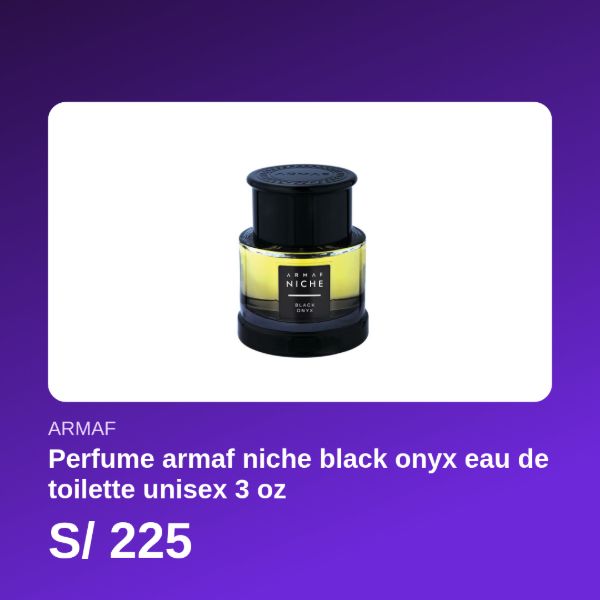 ARMAF
NICHE
BLACK
ONYX
ARMAF
Perfume armaf niche black onyx eau de
toilette unisex 3 oz
S/ 225